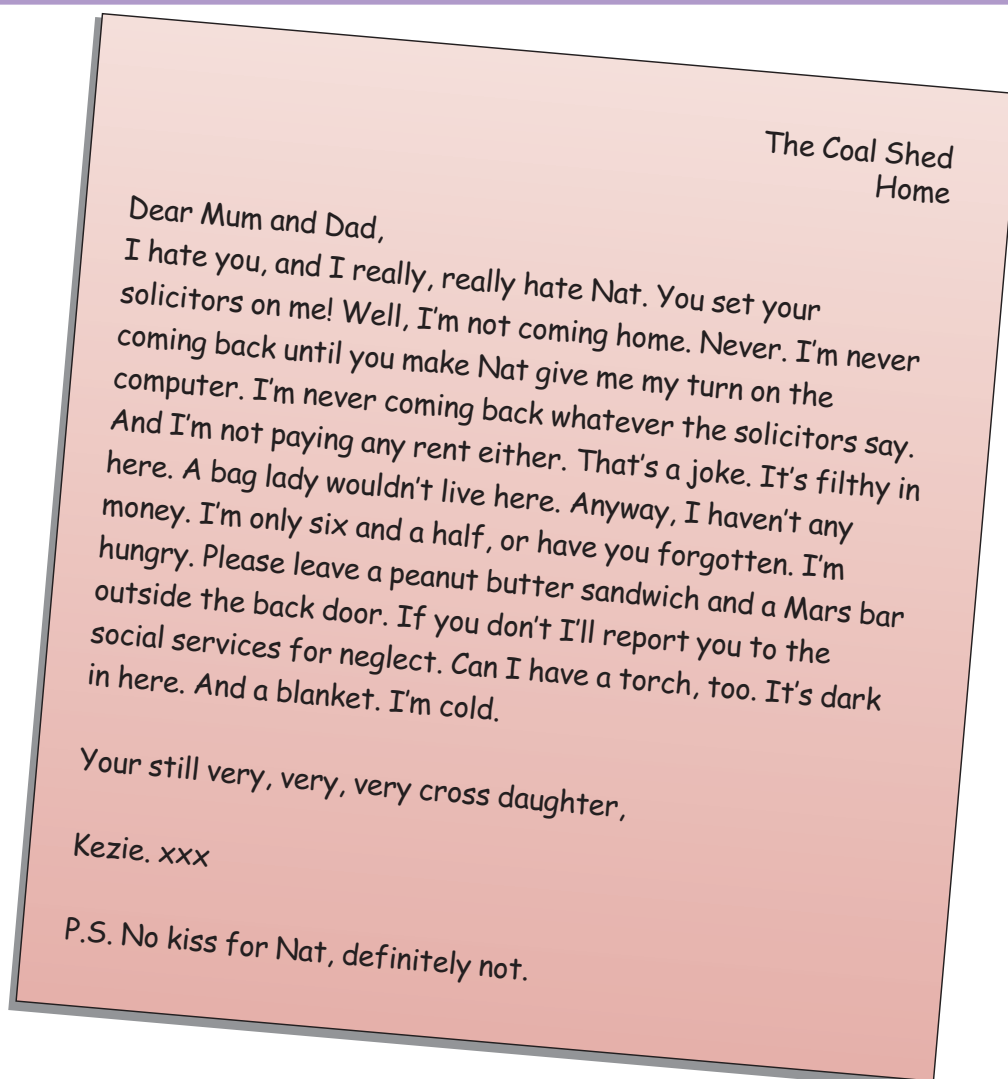 The Coal Shed
Home
Dear Mum and Dad,
I hate you, and I really, really hate Nat. You set your
solicitors on me! Well, I'm not coming home. Never. I'm never
coming back until you make Nat give me my turn on the
computer. I'm never coming back whatever the solicitors say.
And I'm not paying any rent either. That's a joke. It's filthy in
here. A bag lady wouldn't live here. Anyway, I haven't any
money. I'm only six and a half, or have you forgotten. I'm
hungry. Please leave a peanut butter sandwich and a Mars bar
outside the back door. If you don't I'll report you to the
social services for neglect. Can I have a torch, too. It's dark
in here. And a blanket. I'm cold.
Your still very, very, very cross daughter,
Kezie. xxx
P.S. No kiss for Nat, definitely not.